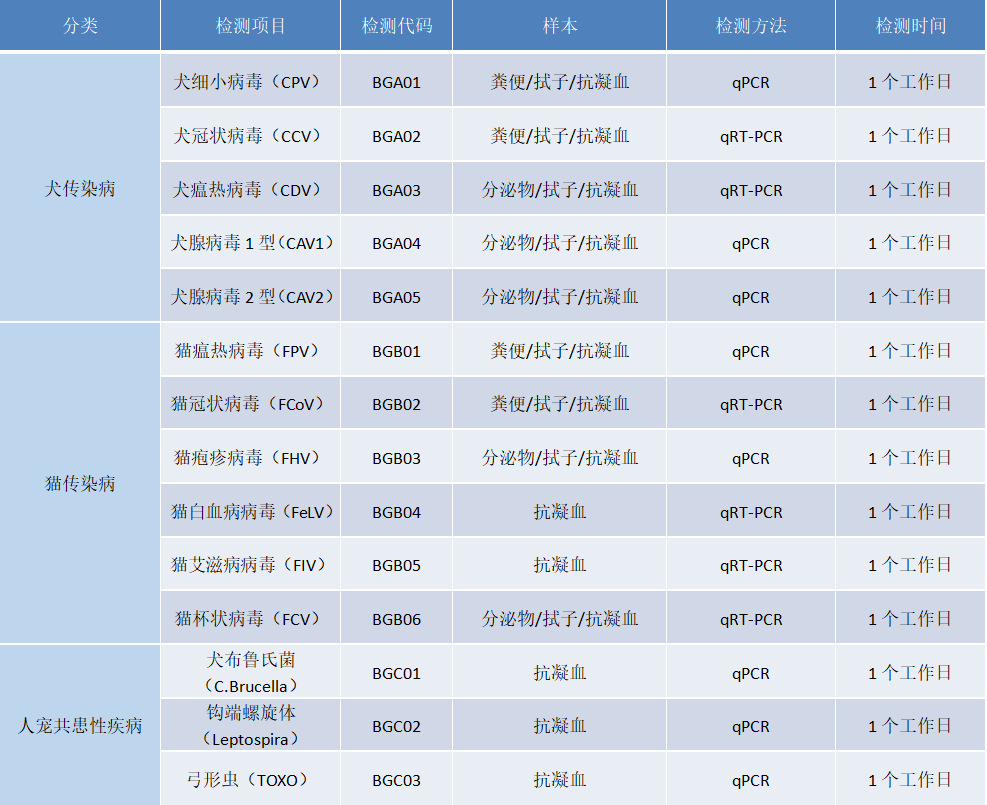 分类 检测项目 检测代码 样本 检测方法 检测时间
犬传染病
犬细小病毒（CPV） BGA01 粪便/拭子/抗凝血 qPCR 1 个工作日
犬冠状病毒（CCV） BGA02 粪便/拭子/抗凝血 qRT-PCR 1 个工作日
犬瘟热病毒（CDV） BGA03 分泌物/拭子/抗凝血 qRT-PCR 1 个工作日
犬腺病毒 1 型（CAV1） BGA04 分泌物/拭子/抗凝血 qPCR 1 个工作日
犬腺病毒 2 型（CAV2） BGA05 分泌物/拭子/抗凝血 qPCR 1 个工作日
猫传染病
猫瘟热病毒（FPV） BGB01 粪便/拭子/抗凝血 qPCR 1 个工作日
猫冠状病毒（FCoV） BGB02 粪便/拭子/抗凝血 qRT-PCR 1 个工作日
猫疱疹病毒（FHV） BGB03 分泌物/拭子/抗凝血 qPCR 1 个工作日
猫白血病病毒（FeLV） BGB04 抗凝血 qRT-PCR 1 个工作日
猫艾滋病病毒（FIV） BGB05 抗凝血 qRT-PCR 1 个工作日
猫杯状病毒（FCV） BGB06 分泌物/拭子/抗凝血 qRT-PCR 1 个工作日
人宠共患性疾病
犬布鲁氏菌
（C.Brucella） BGC01 抗凝血 qPCR 1 个工作日
钩端螺旋体
（Leptospira） BGC02 抗凝血 qPCR 1 个工作日
弓形虫（TOXO） BGC03 抗凝血 qPCR 1 个工作日